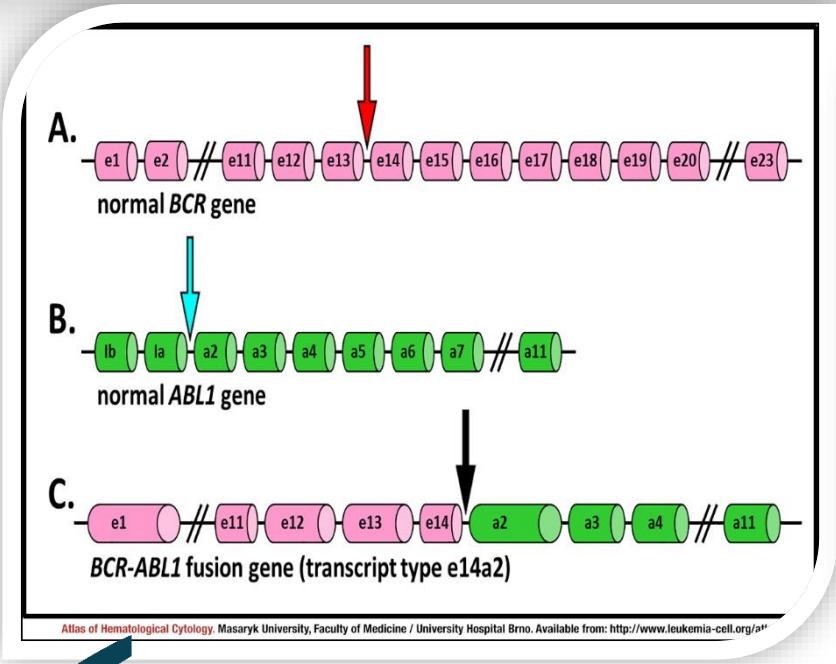 A.
e1 e2 // e11 e12 e13 e14 e15 e16 e17 e18 e19 e20 // e23
normal BCR gene
B.
Ib Ia a2 a3 a4 a5 a6 a7 // a11
normal ABL1 gene
C.
e1 // e11 e12 e13 e14 a2 a3 a4 // a11
BCR-ABL1 fusion gene (transcript type e14a2)
Atlas of Hematological Cytology. Masaryk University, Faculty of Medicine / University Hospital Brno. Available from: http://www.leukemia-cell.org/atl